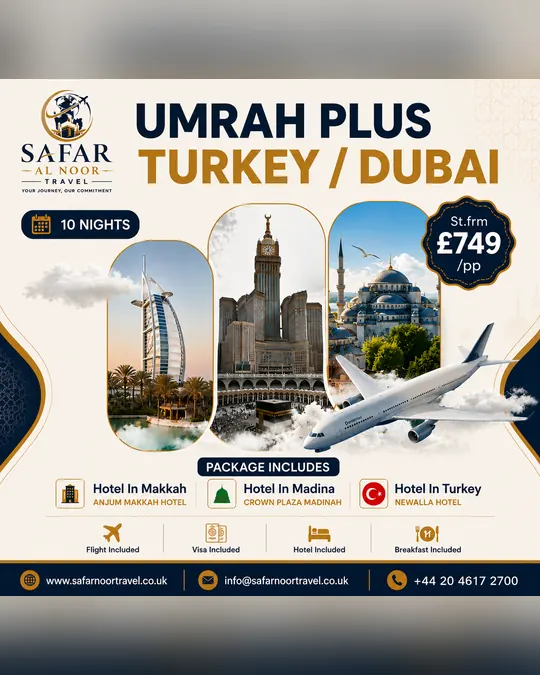 SAFAR
AL NOOR
TRAVEL
YOUR JOURNEY, OUR COMMITMENT
UMRAH PLUS
TURKEY / DUBAI
10 NIGHTS
St.frm
£749
/pp
PACKAGE INCLUDES
Hotel In Makkah
ANJUM MAKKAH HOTEL
Hotel In Madina
CROWN PLAZA MADINAH
Hotel In Turkey
NEWALLA HOTEL
Flight Included
Visa Included
Hotel Included
Breakfast Included
www.safarnoortravel.co.uk
info@safarnoortravel.co.uk
+44 20 4617 2700